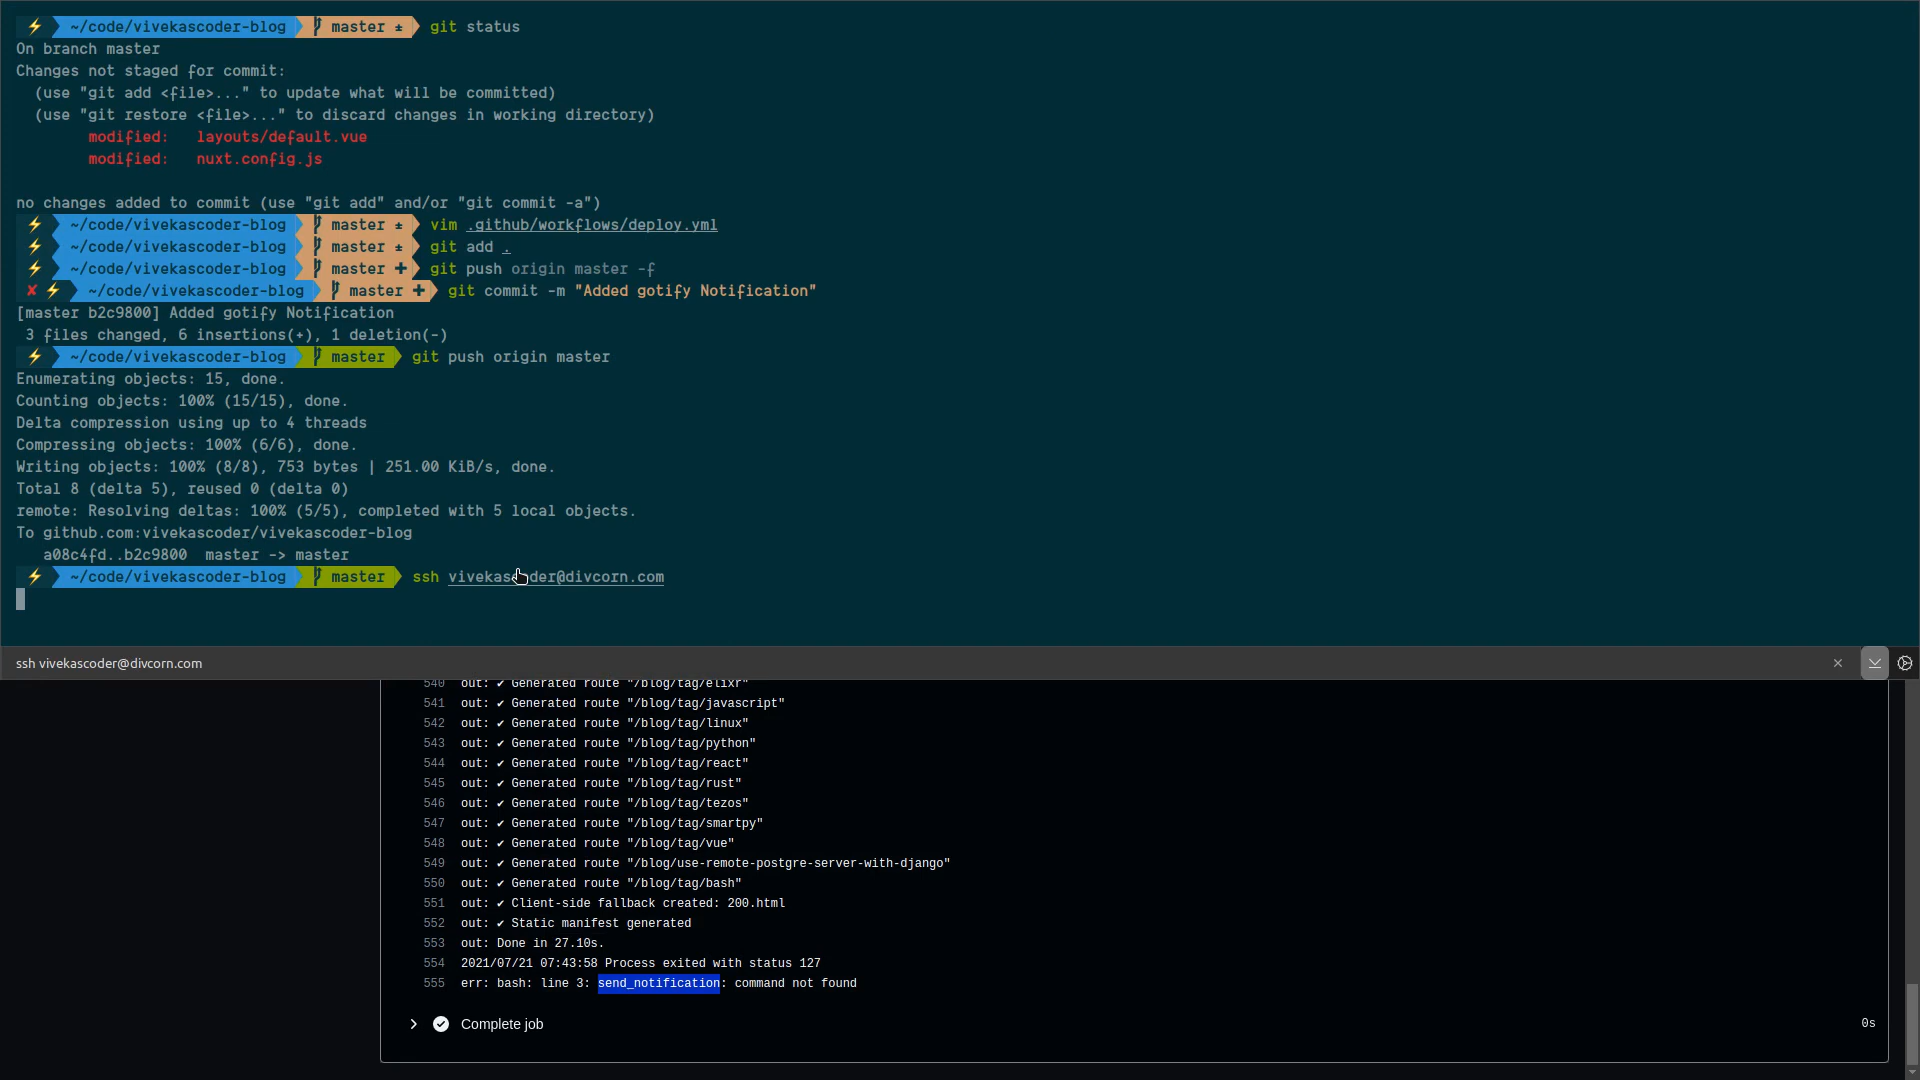 ⚡ ~/code/vivekascoder-blog master ± git status
On branch master
Changes not staged for commit:
  (use "git add <file>..." to update what will be committed)
  (use "git restore <file>..." to discard changes in working directory)
        modified:   layouts/default.vue
        modified:   nuxt.config.js
no changes added to commit (use "git add" and/or "git commit -a")
⚡ ~/code/vivekascoder-blog master ± vim .github/workflows/deploy.yml
⚡ ~/code/vivekascoder-blog master ± git add .
⚡ ~/code/vivekascoder-blog master ✚ git push origin master -f
✘ ⚡ ~/code/vivekascoder-blog master ✚ git commit -m "Added gotify Notification"
[master b2c9800] Added gotify Notification
 3 files changed, 6 insertions(+), 1 deletion(-)
⚡ ~/code/vivekascoder-blog master git push origin master
Enumerating objects: 15, done.
Counting objects: 100% (15/15), done.
Delta compression using up to 4 threads
Compressing objects: 100% (6/6), done.
Writing objects: 100% (8/8), 753 bytes | 251.00 KiB/s, done.
Total 8 (delta 5), reused 0 (delta 0)
remote: Resolving deltas: 100% (5/5), completed with 5 local objects.
To github.com:vivekascoder/vivekascoder-blog
   a08c4fd..b2c9800  master -> master
⚡ ~/code/vivekascoder-blog master ssh vivekascoder@divcorn.com
ssh vivekascoder@divcorn.com
540 out: ✔ Generated route "/blog/tag/elixr"
541 out: ✔ Generated route "/blog/tag/javascript"
542 out: ✔ Generated route "/blog/tag/linux"
543 out: ✔ Generated route "/blog/tag/python"
544 out: ✔ Generated route "/blog/tag/react"
545 out: ✔ Generated route "/blog/tag/rust"
546 out: ✔ Generated route "/blog/tag/tezos"
547 out: ✔ Generated route "/blog/tag/smartpy"
548 out: ✔ Generated route "/blog/tag/vue"
549 out: ✔ Generated route "/blog/use-remote-postgre-server-with-django"
550 out: ✔ Generated route "/blog/tag/bash"
551 out: ✔ Client-side fallback created: 200.html
552 out: ✔ Static manifest generated
553 out: Done in 27.10s.
554 2021/07/21 07:43:58 Process exited with status 127
555 err: bash: line 3: send_notification: command not found
Complete job 0s